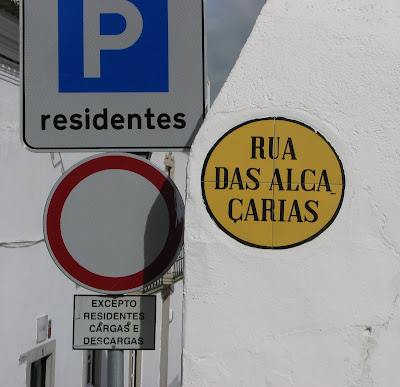 P
residentes
RUA
DAS ALCA
ÇARIAS
EXCEPTO
RESIDENTES
CARGAS E
DESCARGAS